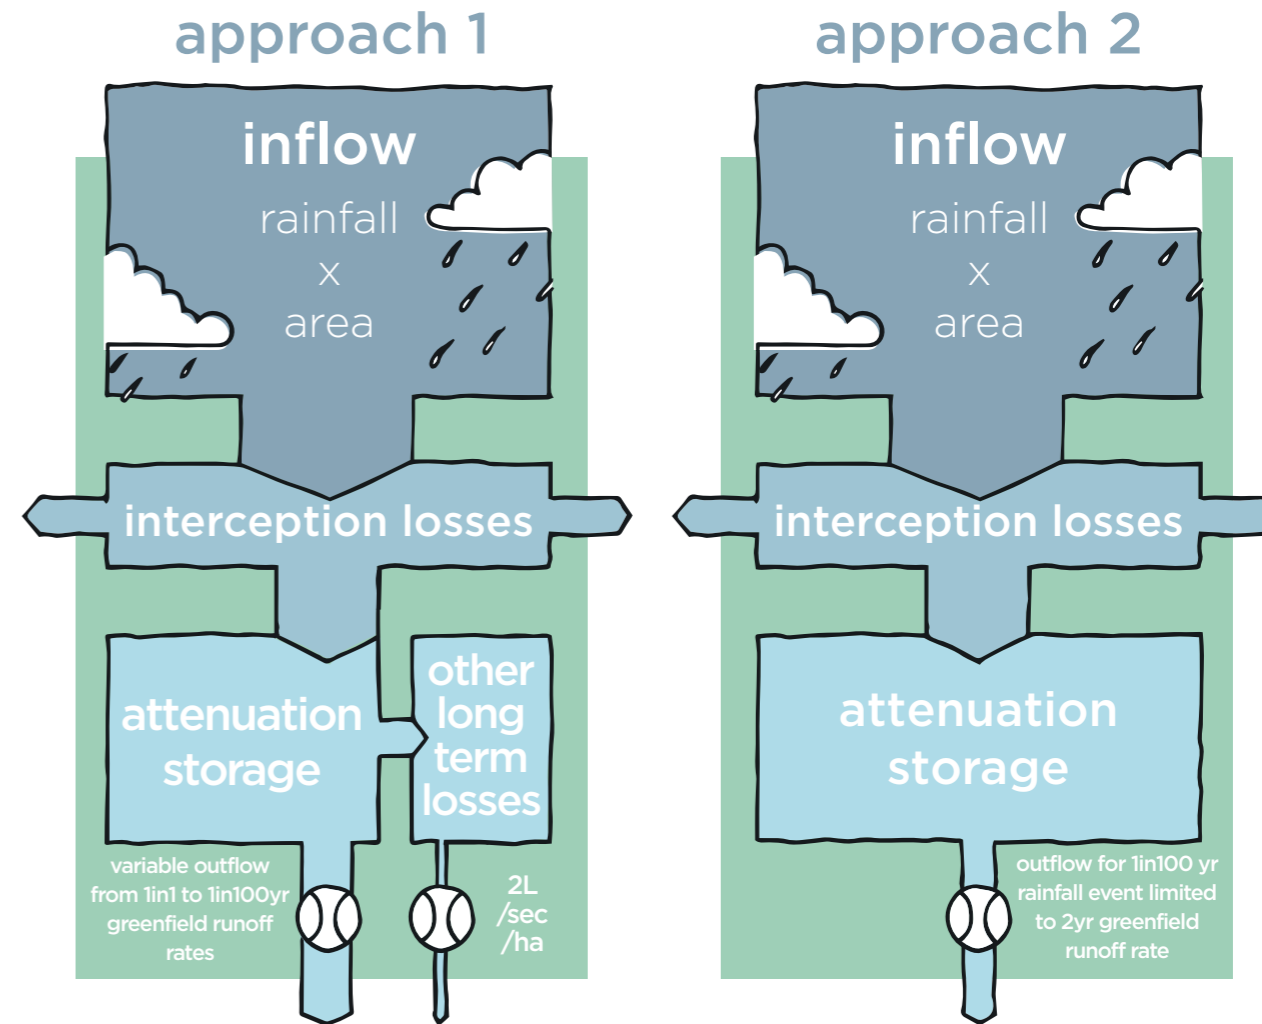 approach 1
inflow
rainfall
x
area
interception losses
attenuation
storage
other
long
term
losses
variable outflow
from 1in1 to 1in100yr
greenfield runoff
rates
2L
/sec
/ha
approach 2
inflow
rainfall
x
area
interception losses
attenuation
storage
outflow for 1in100 yr
rainfall event limited
to 2yr greenfield
runoff rate